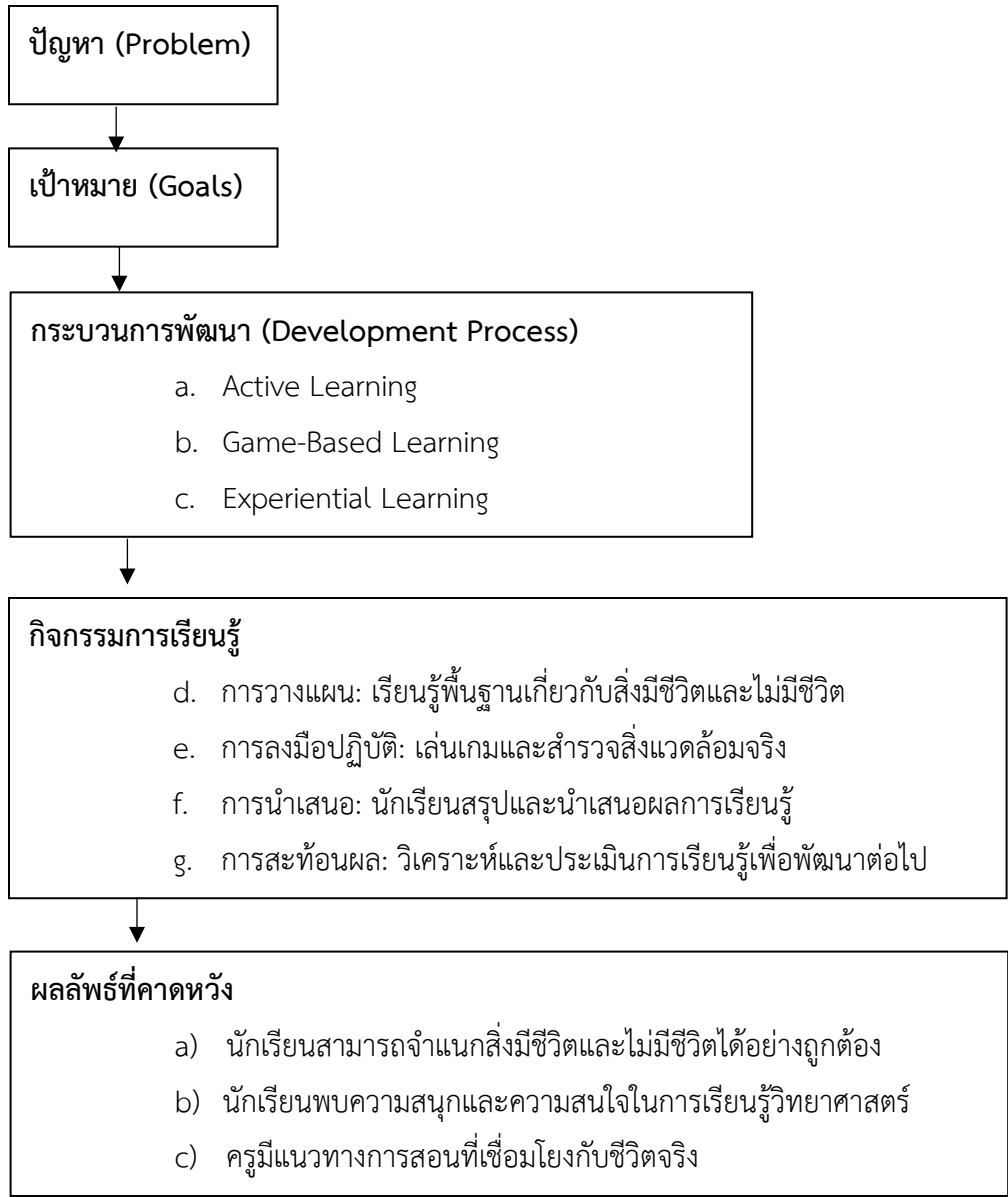 ปัญหา (Problem)
เป้าหมาย (Goals)
กระบวนการพัฒนา (Development Process)
a. Active Learning
b. Game-Based Learning
c. Experiential Learning
กิจกรรมการเรียนรู้
d. การวางแผน: เรียนรู้พื้นฐานเกี่ยวกับสิ่งมีชีวิตและไม่มีชีวิต
e. การลงมือปฏิบัติ: เล่นเกมและสำรวจสิ่งแวดล้อมจริง
f. การนำเสนอ: นักเรียนสรุปและนำเสนอผลการเรียนรู้
g. การสะท้อนผล: วิเคราะห์และประเมินการเรียนรู้เพื่อพัฒนาต่อไป
ผลลัพธ์ที่คาดหวัง
a) นักเรียนสามารถจำแนกสิ่งมีชีวิตและไม่มีชีวิตได้อย่างถูกต้อง
b) นักเรียนพบความสนุกและความสนใจในการเรียนรู้วิทยาศาสตร์
c) ครูมีแนวทางการสอนที่เชื่อมโยงกับชีวิตจริง